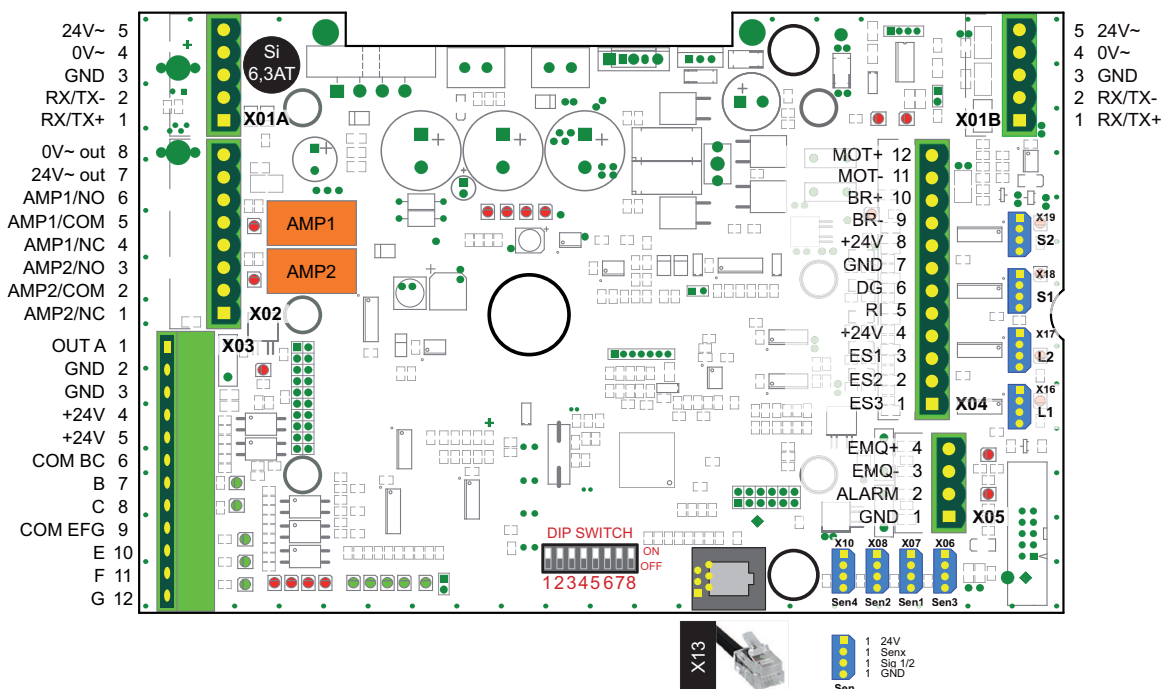 24V~ 5
0V~ 4
GND 3
RX/TX- 2
RX/TX+ 1
X01A
Si
6,3AT
5 24V~
4 0V~
3 GND
2 RX/TX-
1 RX/TX+
X01B
0V~ out 8
24V~ out 7
AMP1/NO 6
AMP1/COM 5
AMP1/NC 4
AMP2/NO 3
AMP2/COM 2
AMP2/NC 1
X02
AMP1
AMP2
MOT+ 12
MOT- 11
BR+ 10
BR- 9
+24V 8
GND 7
DG 6
RI 5
+24V 4
ES1 3
ES2 2
ES3 1
X04
X19
S2
X18
S1
X17
L2
X16
L1
X03
OUT A 1
GND 2
GND 3
+24V 4
+24V 5
COM BC 6
B 7
C 8
COM EFG 9
E 10
F 11
G 12
EMQ+ 4
EMQ- 3
ALARM 2
GND 1
X05
DIP SWITCH
ON
OFF
12345678
X10 X08 X07 X06
Sen4 Sen2 Sen1 Sen3
X13
1 24V
1 Senx
1 Sig 1/2
1 GND
Sen